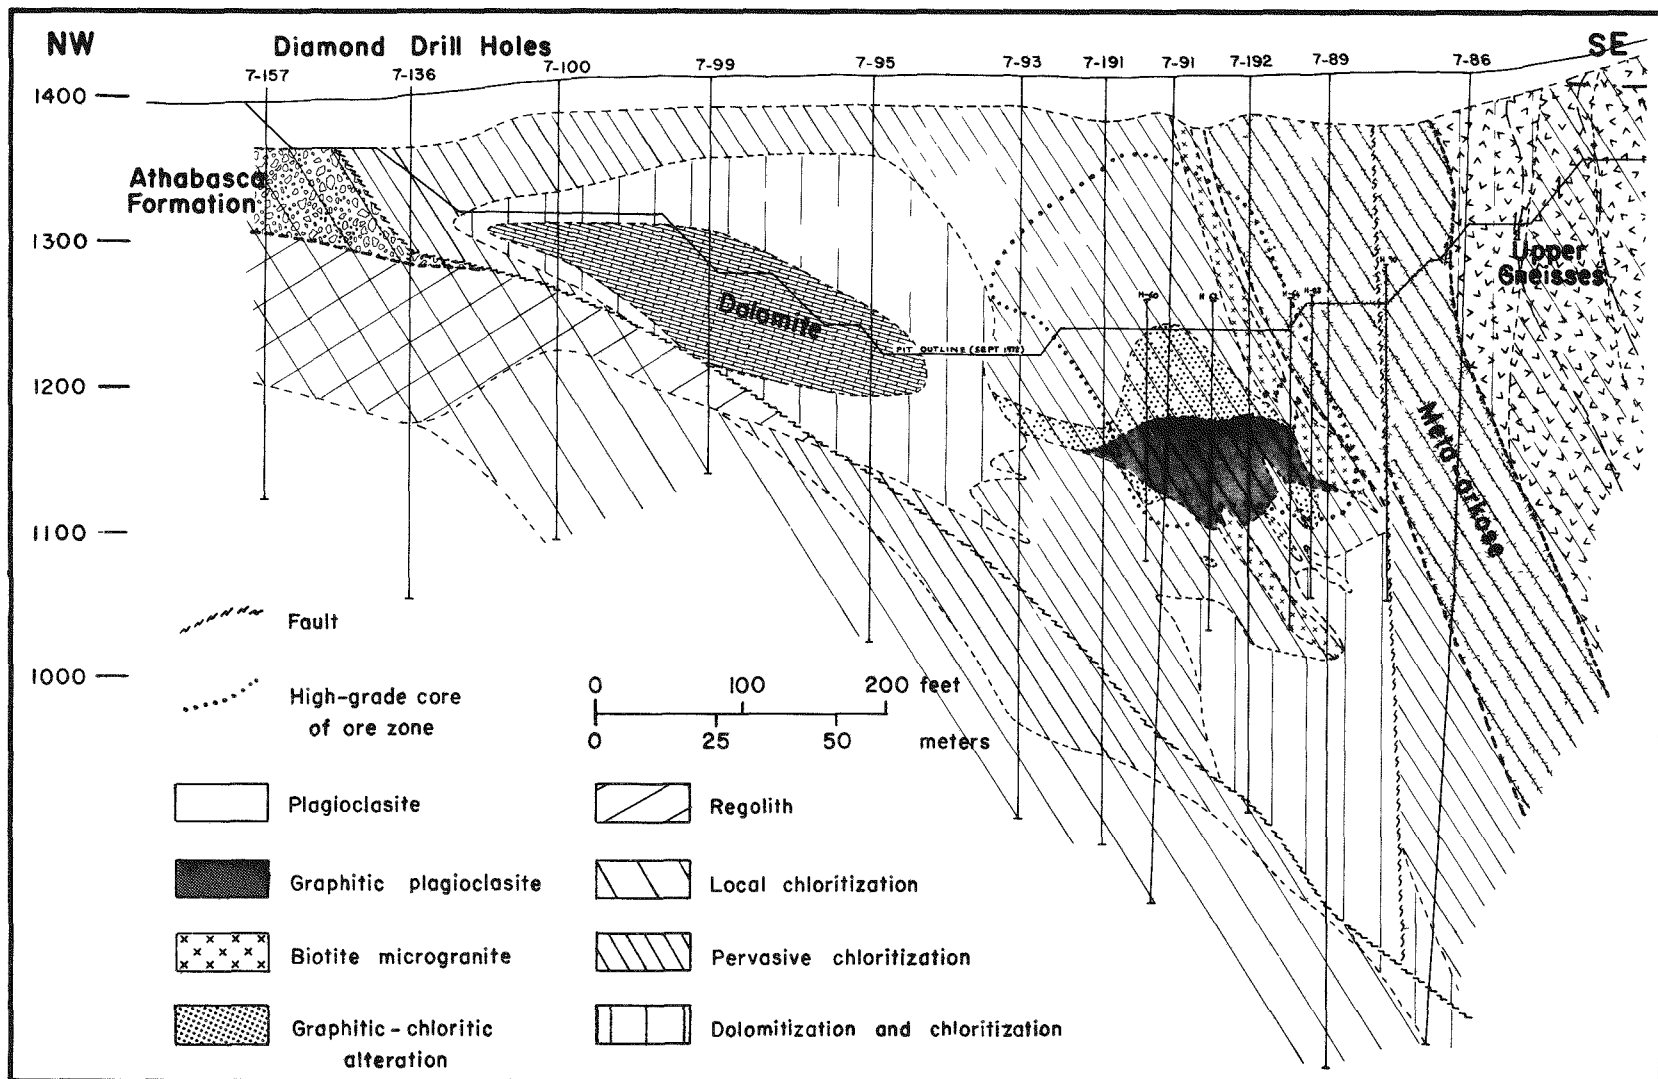 NW
Diamond Drill Holes
SE
7-157
7-136
7-100
7-99
7-95
7-93
7-191
7-91
7-192
7-89
7-86
1400
Athabasca
Formation
1300
Upper
Gneisses
Dolomite
PIT OUTLINE (SEPT 1978)
1200
Meta-arkose
1100
1000
Fault
High-grade core
of ore zone
0 100 200 feet
0 25 50 meters
Plagioclasite
Regolith
Graphitic plagioclasite
Local chloritization
Biotite microgranite
Pervasive chloritization
Graphitic-chloritic
alteration
Dolomitization and chloritization